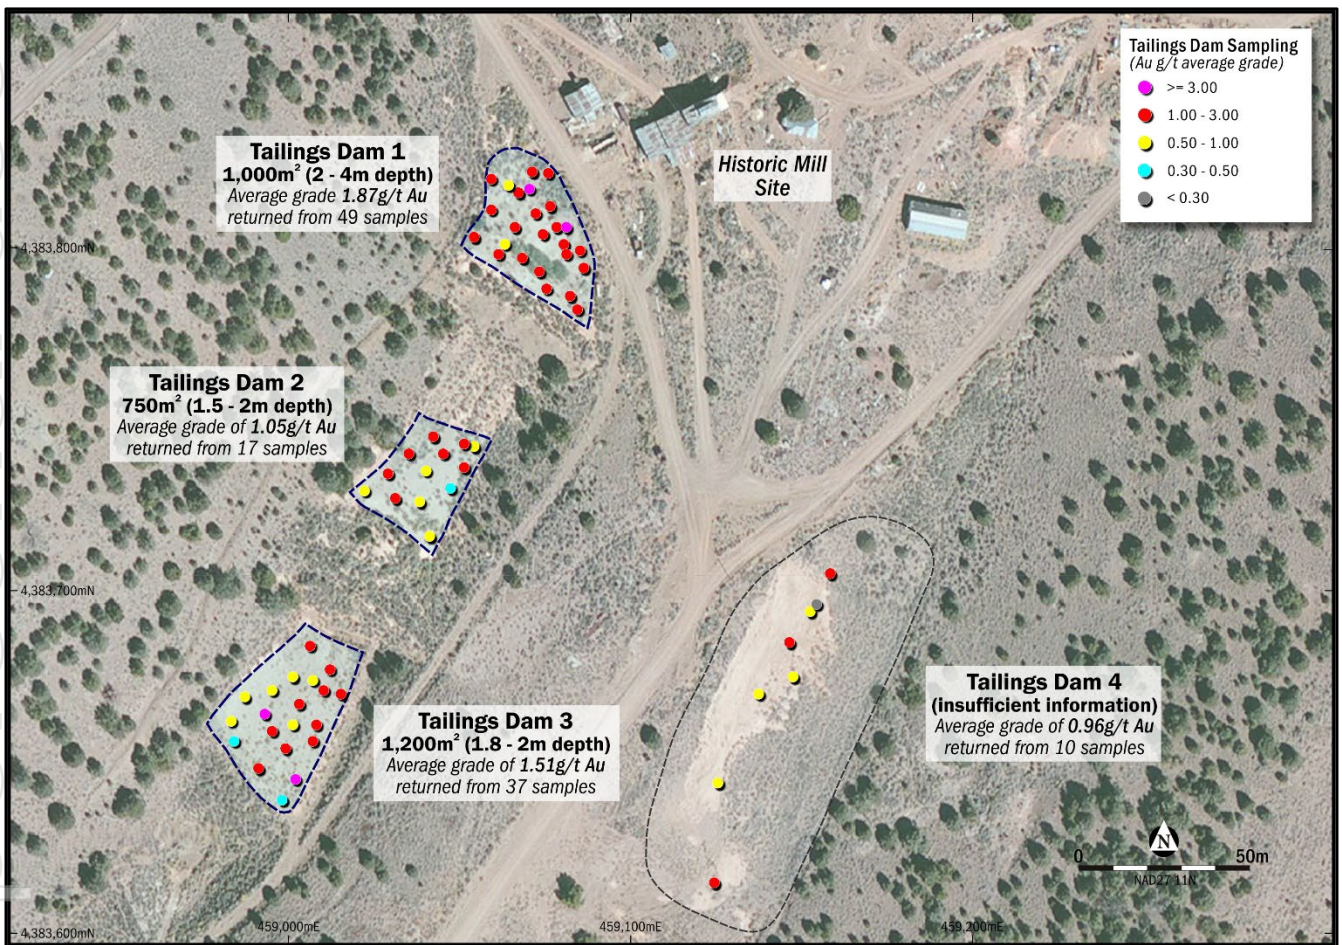 Tailings Dam Sampling
(Au g/t average grade)
>= 3.00
1.00 - 3.00
0.50 - 1.00
0.30 - 0.50
< 0.30
Tailings Dam 1
1,000m² (2 - 4m depth)
Average grade 1.87g/t Au
returned from 49 samples
Historic Mill
Site
4,383,800mN
Tailings Dam 2
750m² (1.5 - 2m depth)
Average grade of 1.05g/t Au
returned from 17 samples
4,383,700mN
Tailings Dam 3
1,200m² (1.8 - 2m depth)
Average grade of 1.51g/t Au
returned from 37 samples
Tailings Dam 4
(insufficient information)
Average grade of 0.96g/t Au
returned from 10 samples
N
0 50m
NAD27 11N
459,000mE 459,100mE 459,200mE
4,383,600mN